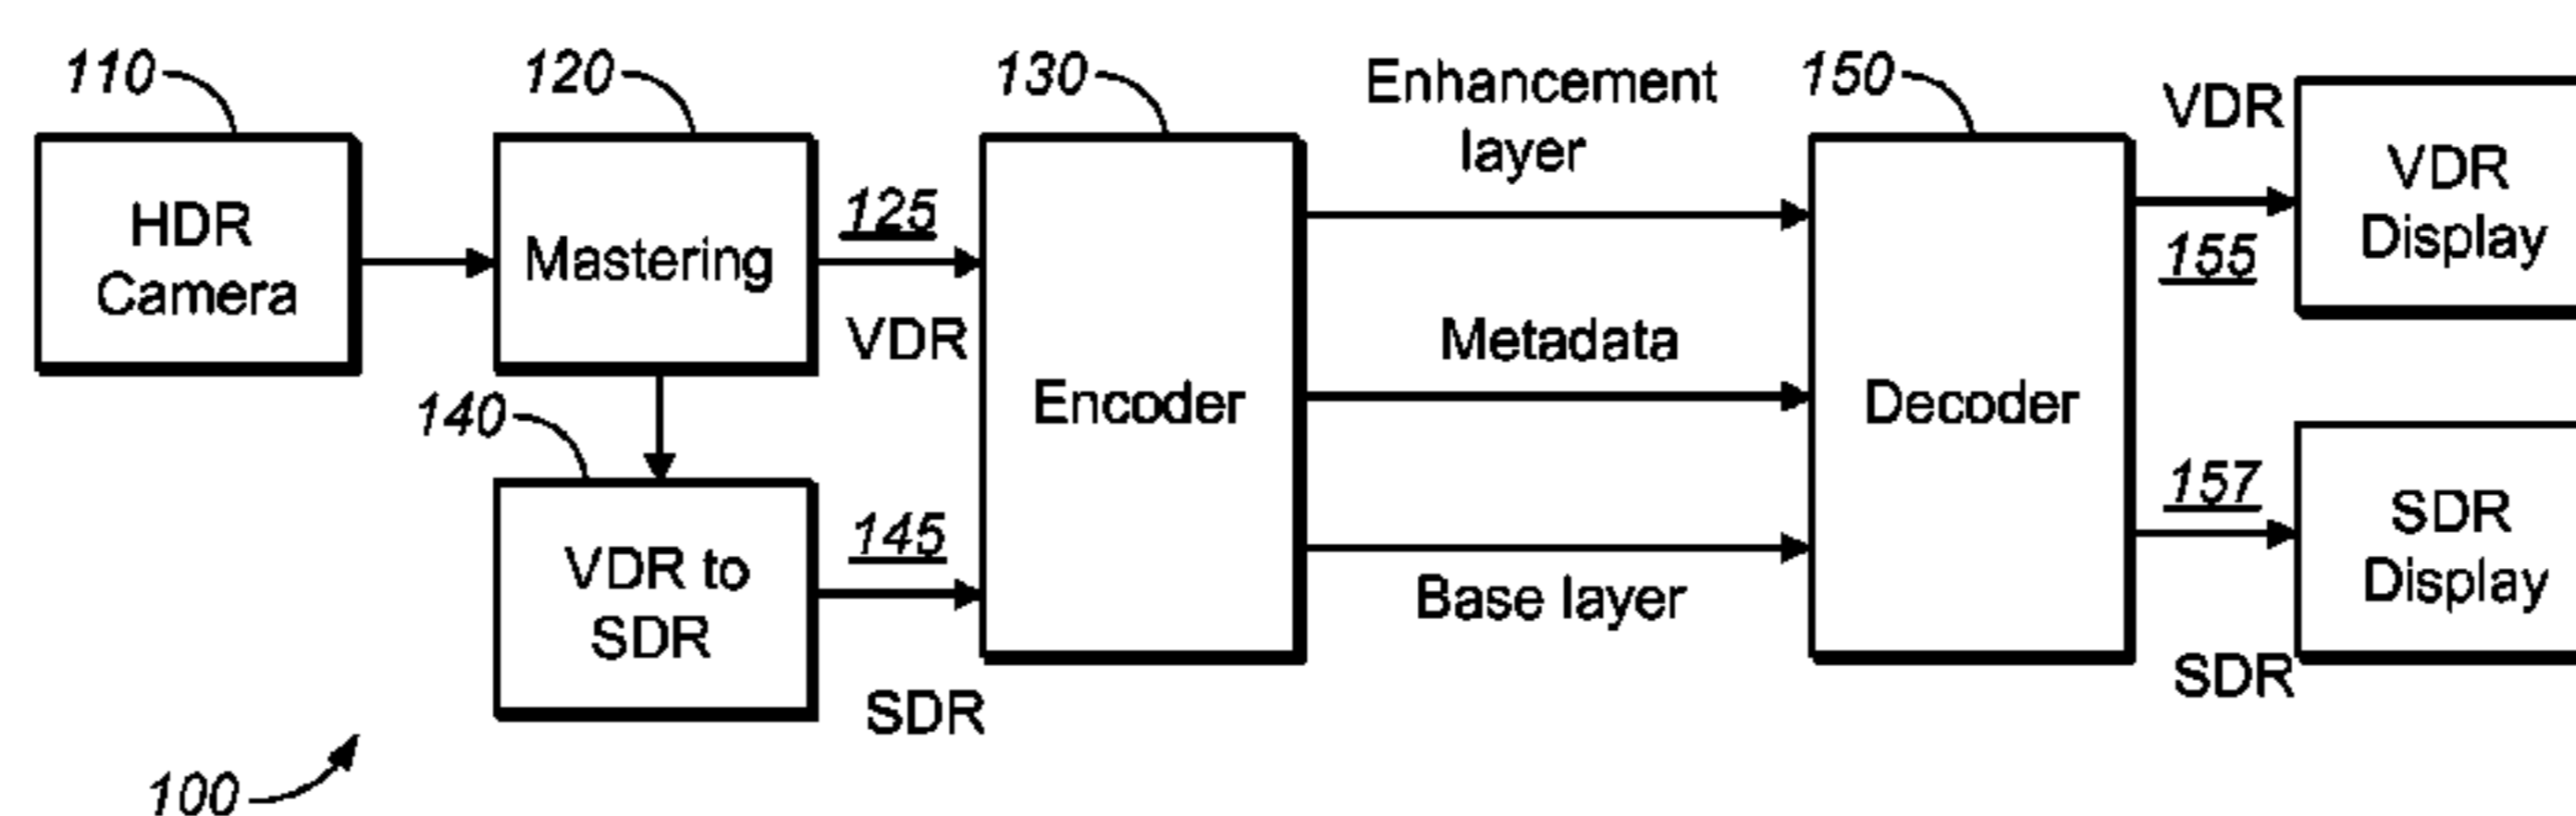 110
120
130
Enhancement
layer
150
VDR
HDR
Camera
Mastering
125
VDR
140
VDR to
SDR
145
SDR
Encoder
Metadata
Base layer
Decoder
155
VDR
Display
157
SDR
Display
SDR
100